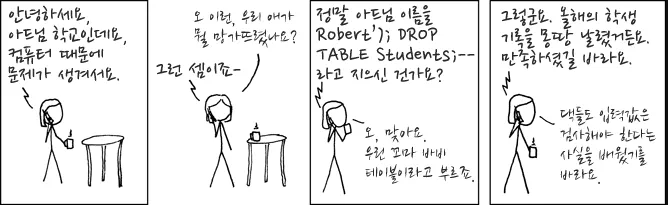 안녕하세요,
아드님 학교인데요,
컴퓨터 때문에
문제가 생겨서요.
오 이런, 우리 애가
뭘 망가뜨렸나요?
그런 셈이죠-
정말 아드님 이름을
Robert'); DROP
TABLE Students;--
라고 지으신 건가요?
오, 맞아요.
우린 꼬마 바비
테이블이라고 부르죠.
그렇군요. 올해의 학생
기록을 몽땅 날렸거든요.
만족하셨길 바라요.
댁들도 입력값은
검사해야 한다는
사실을 배웠기를
바라요.